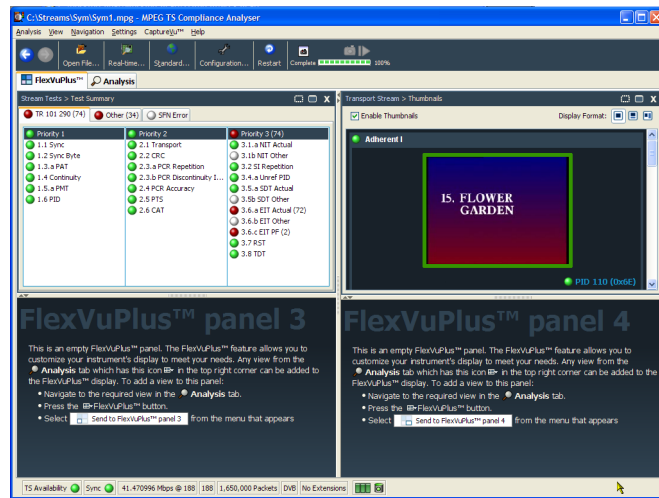 C:\Streams\Sym\Sym1.mpg - MPEG TS Compliance Analyser
Analysis View Navigation Settings CaptureVu™ Help
Open File... Real-time... Standard... Configuration... Restart Complete 100%
FlexVuPlus™ Analysis
Stream Tests > Test Summary
TR 101 290 (74) Other (34) SFN Error
Priority 1 Priority 2 Priority 3 (74)
1.1 Sync 2.1 Transport 3.1.a NIT Actual
1.2 Sync Byte 2.2 CRC 3.1b NIT Other
1.3.a PAT 2.3.a PCR Repetition 3.2 SI Repetition
1.4 Continuity 2.3.b PCR Discontinuity I... 3.4.a Unref PID
1.5.a PMT 2.4 PCR Accuracy 3.5.a SDT Actual
1.6 PID 2.5 PTS 3.5b SDT Other
2.6 CAT 3.6.a EIT Actual (72)
3.6.b EIT Other
3.6.c EIT PF (2)
3.7 RST
3.8 TDT
Transport Stream > Thumbnails
Enable Thumbnails Display Format:
Adherent I
15. FLOWER
GARDEN
PID 110 (0x6E)
FlexVuPlus™ panel 3
This is an empty FlexVuPlus™ panel. The FlexVuPlus™ feature allows you to
customize your instrument's display to meet your needs. Any view from the
Analysis tab which has this icon in the top right corner can be added to
the FlexVuPlus™ display. To add a view to this panel:
• Navigate to the required view in the Analysis tab.
• Press the FlexVuPlus™ button.
• Select Send to FlexVuPlus™ panel 3 from the menu that appears
FlexVuPlus™ panel 4
This is an empty FlexVuPlus™ panel. The FlexVuPlus™ feature allows you to
customize your instrument's display to meet your needs. Any view from the
Analysis tab which has this icon in the top right corner can be added to the
FlexVuPlus™ display. To add a view to this panel:
• Navigate to the required view in the Analysis tab.
• Press the FlexVuPlus™ button.
• Select Send to FlexVuPlus™ panel 4 from the menu that appears
TS Availability Sync 41.470996 Mbps @ 188 188 1,650,000 Packets DVB No Extensions